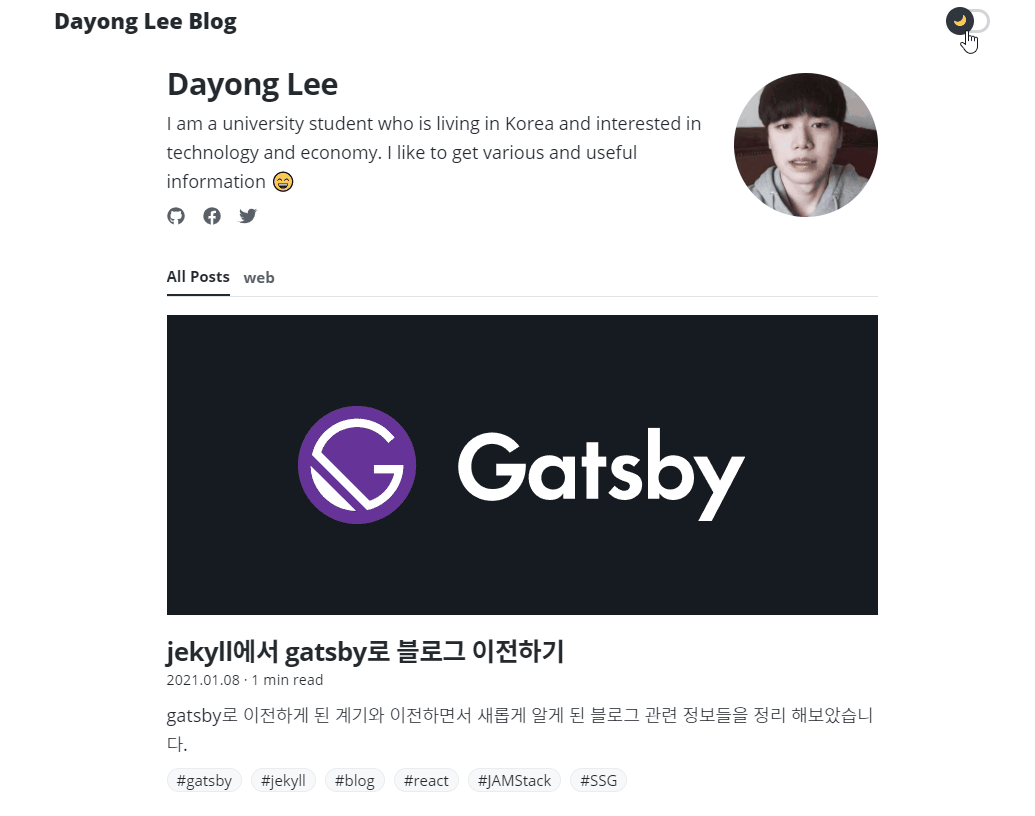 Dayong Lee Blog
Dayong Lee
I am a university student who is living in Korea and interested in
technology and economy. I like to get various and useful
information 😄
All Posts web
Gatsby
jekyll에서 gatsby로 블로그 이전하기
2021.01.08 · 1 min read
gatsby로 이전하게 된 계기와 이전하면서 새롭게 알게 된 블로그 관련 정보들을 정리 해보았습니
다.
#gatsby #jekyll #blog #react #JAMStack #SSG